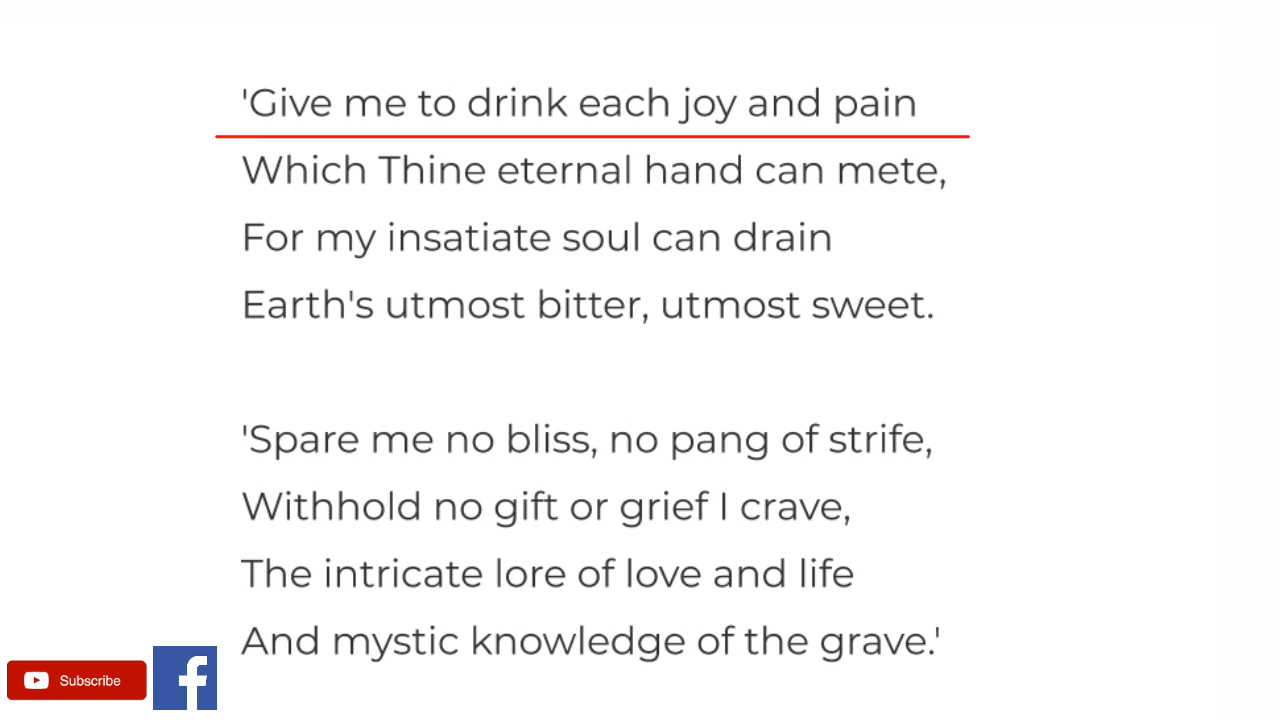 'Give me to drink each joy and pain
Which Thine eternal hand can mete,
For my insatiate soul can drain
Earth's utmost bitter, utmost sweet.
'Spare me no bliss, no pang of strife,
Withhold no gift or grief I crave,
The intricate lore of love and life
And mystic knowledge of the grave.'
Subscribe
f